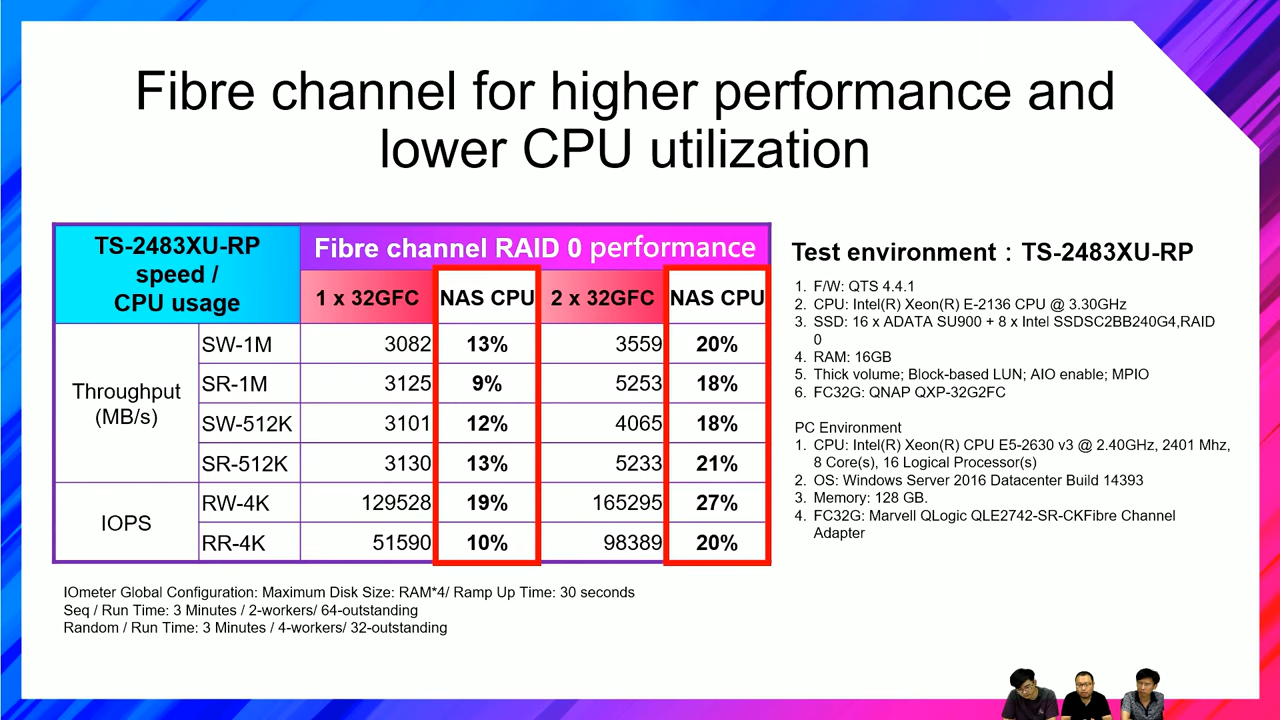 Fibre channel for higher performance and
lower CPU utilization
TS-2483XU-RP
speed /
CPU usage
Fibre channel RAID 0 performance
1 x 32GFC NAS CPU 2 x 32GFC NAS CPU
Throughput
(MB/s)
SW-1M 3082 13% 3559 20%
SR-1M 3125 9% 5253 18%
SW-512K 3101 12% 4065 18%
SR-512K 3130 13% 5233 21%
IOPS
RW-4K 129528 19% 165295 27%
RR-4K 51590 10% 98389 20%
IOmeter Global Configuration: Maximum Disk Size: RAM*4/ Ramp Up Time: 30 seconds
Seq / Run Time: 3 Minutes / 2-workers/ 64-outstanding
Random / Run Time: 3 Minutes / 4-workers/ 32-outstanding
Test environment：TS-2483XU-RP
1. F/W: QTS 4.4.1
2. CPU: Intel(R) Xeon(R) E-2136 CPU @ 3.30GHz
3. SSD: 16 x ADATA SU900 + 8 x Intel SSDSC2BB240G4,RAID
0
4. RAM: 16GB
5. Thick volume; Block-based LUN; AIO enable; MPIO
6. FC32G: QNAP QXP-32G2FC
PC Environment
1. CPU: Intel(R) Xeon(R) CPU E5-2630 v3 @ 2.40GHz, 2401 Mhz,
8 Core(s), 16 Logical Processor(s)
2. OS: Windows Server 2016 Datacenter Build 14393
3. Memory: 128 GB.
4. FC32G: Marvell QLogic QLE2742-SR-CKFibre Channel
Adapter